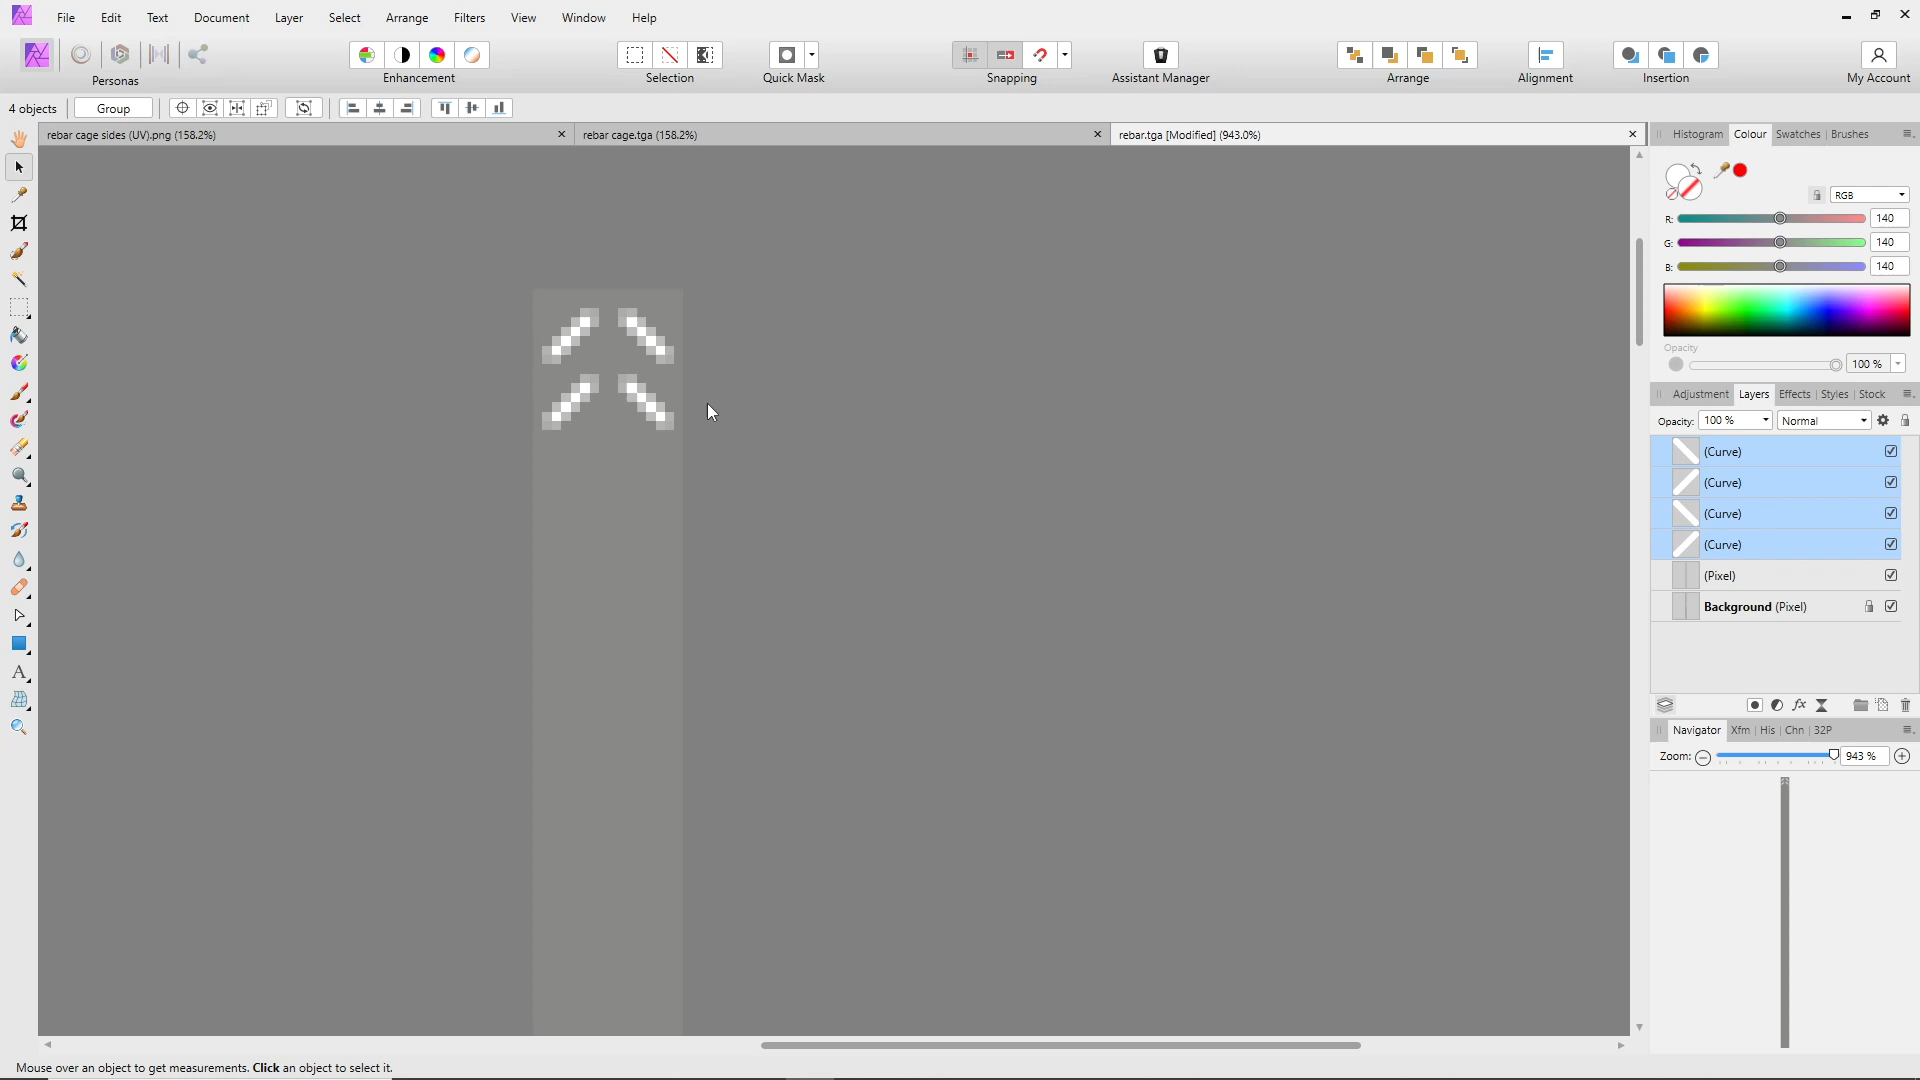 File Edit Text Document Layer Select Arrange Filters View Window Help
Personas Enhancement Selection Quick Mask Snapping Assistant Manager Arrange Alignment Insertion My Account
4 objects Group
rebar cage sides (UV).png (158.2%) rebar cage.tga (158.2%) rebar.tga [Modified] (943.0%)
Histogram Colour Swatches Brushes
RGB
R: 140
G: 140
B: 140
Opacity
100 %
Adjustment Layers Effects Styles Stock
Opacity: 100 % Normal
(Curve)
(Curve)
(Curve)
(Curve)
(Pixel)
Background (Pixel)
Navigator Xfm His Chn 32P
Zoom: 943 %
Mouse over an object to get measurements. Click an object to select it.